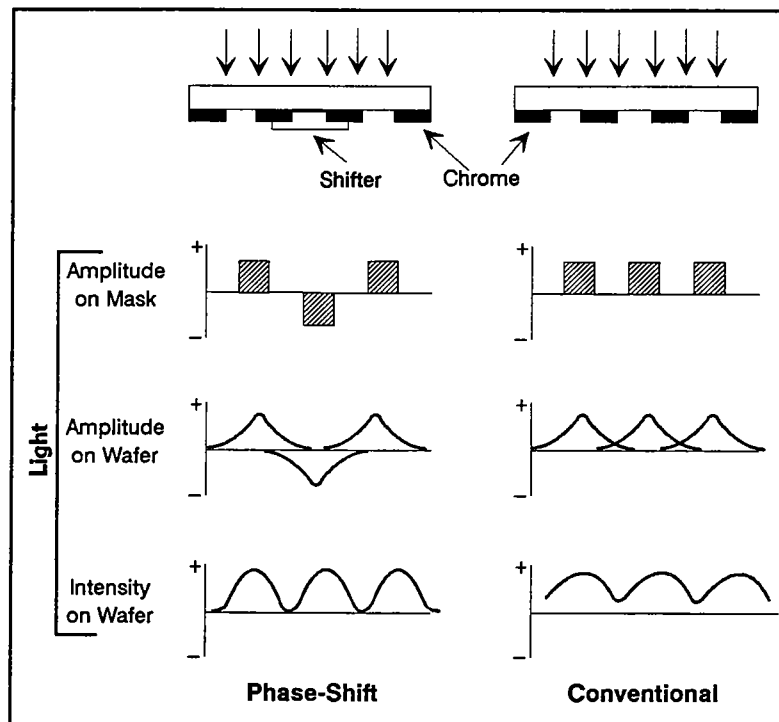 Shifter
Chrome
Light
Amplitude
on Mask
+
−
+
−
Amplitude
on Wafer
+
−
+
−
Intensity
on Wafer
+
−
+
−
Phase-Shift
Conventional